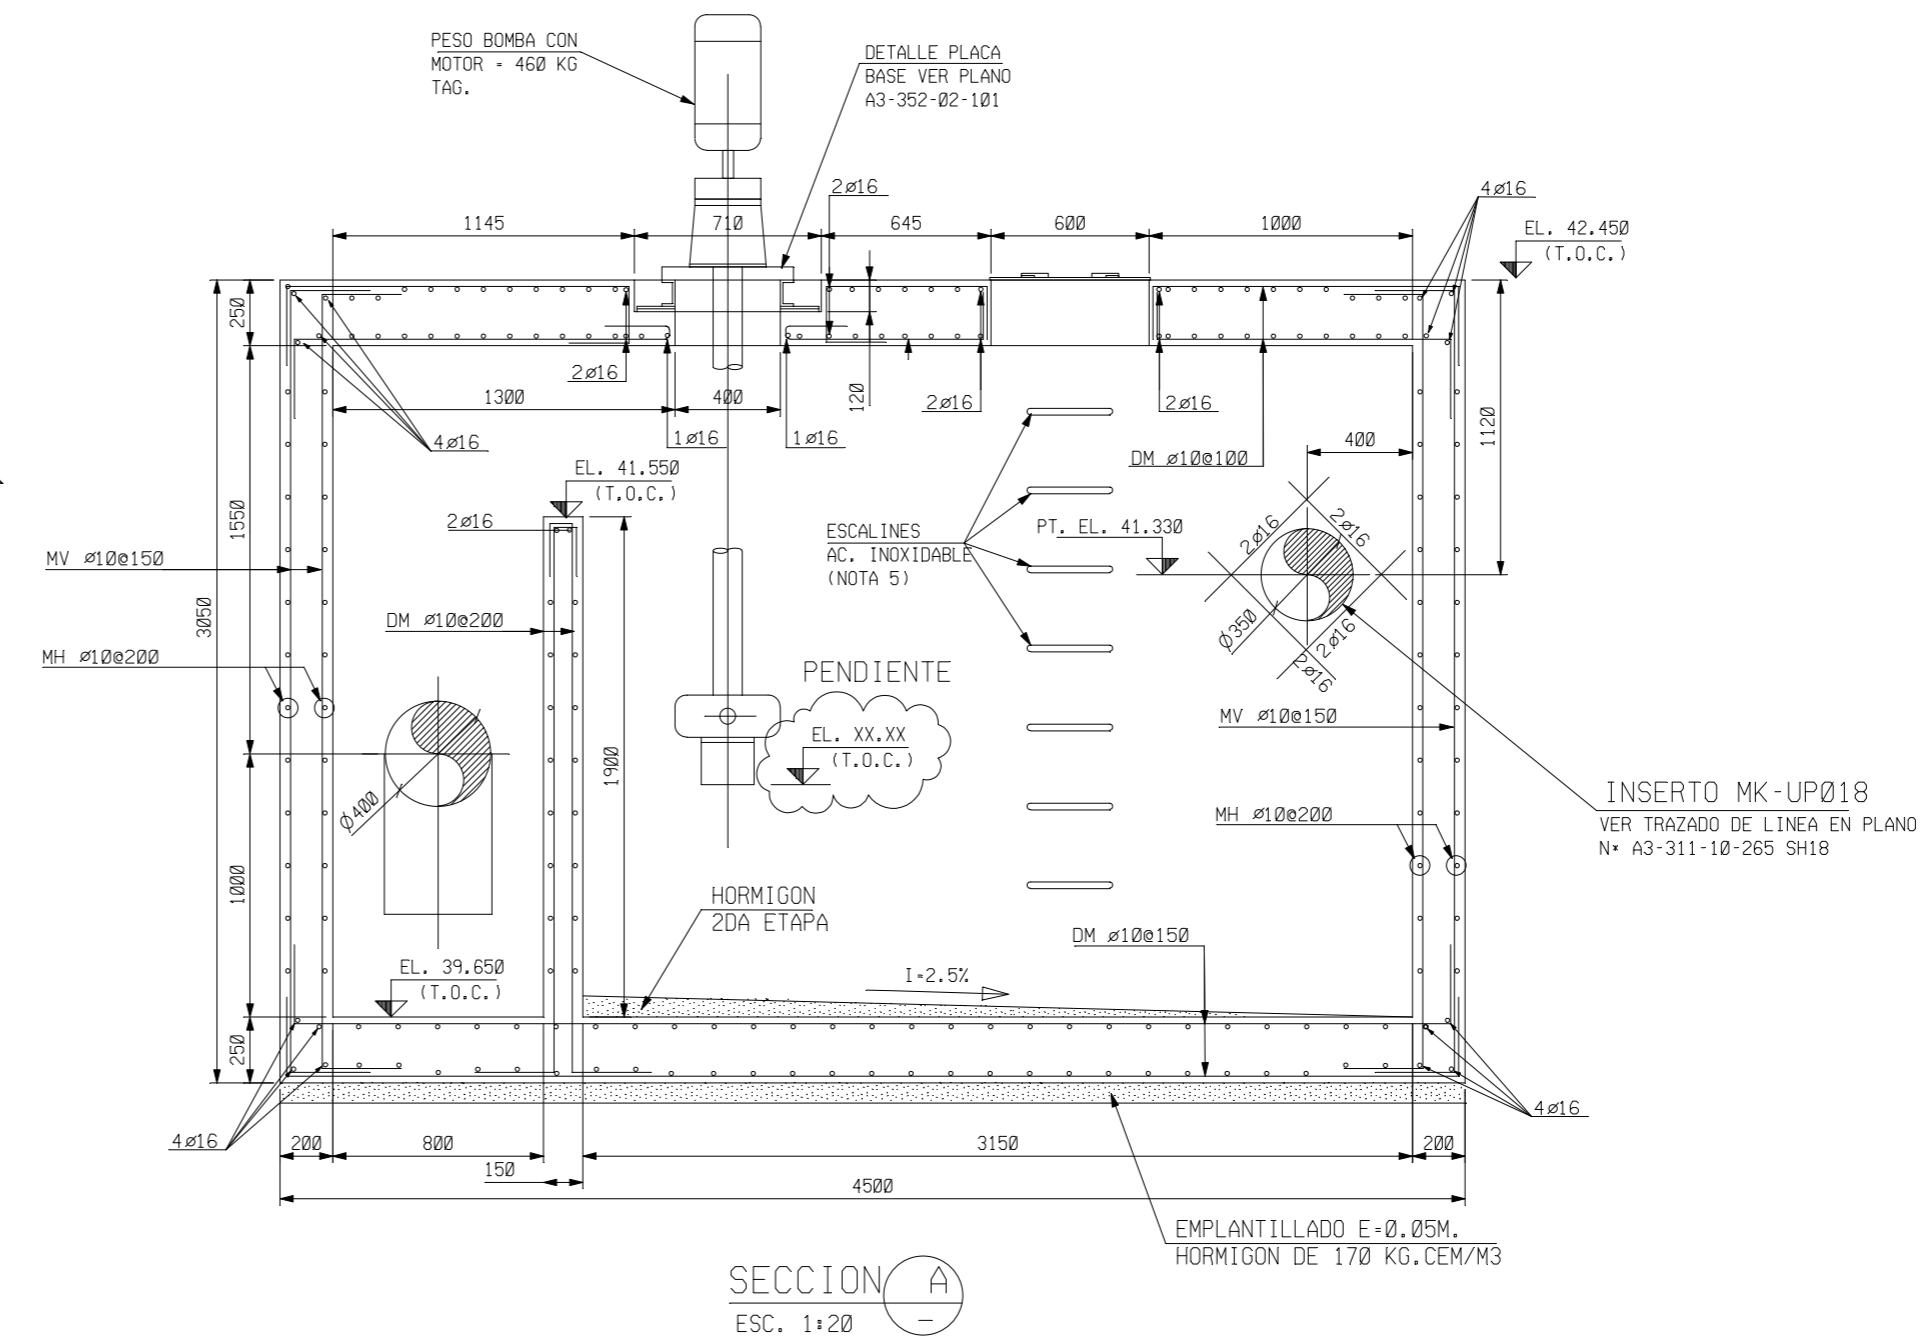 PESO BOMBA CON
MOTOR = 460 KG
TAG.
DETALLE PLACA
BASE VER PLANO
A3-352-02-101
2ø16
4ø16
1145
710
645
600
1000
EL. 42.450
(T.O.C.)
250
2ø16
1300
400
120
2ø16
2ø16
1120
4ø16
1ø16
1ø16
DM ø10@100
400
EL. 41.550
(T.O.C.)
1550
2ø16
ESCALINES
AC. INOXIDABLE
(NOTA 5)
PT. EL. 41.330
2ø16
2ø16
MV ø10@150
3050
DM ø10@200
Ø350
2ø16
2ø16
MH ø10@200
PENDIENTE
EL. XX.XX
(T.O.C.)
MV ø10@150
1900
Ø400
INSERTO MK-UPØ18
VER TRAZADO DE LINEA EN PLANO
N* A3-311-10-265 SH18
MH ø10@200
1000
HORMIGON
2DA ETAPA
DM ø10@150
EL. 39.650
(T.O.C.)
I=2.5%
250
4ø16
4ø16
200
800
3150
200
150
4500
EMPLANTILLADO E=0.05M.
HORMIGON DE 170 KG.CEM/M3
SECCION A
ESC. 1:20 -